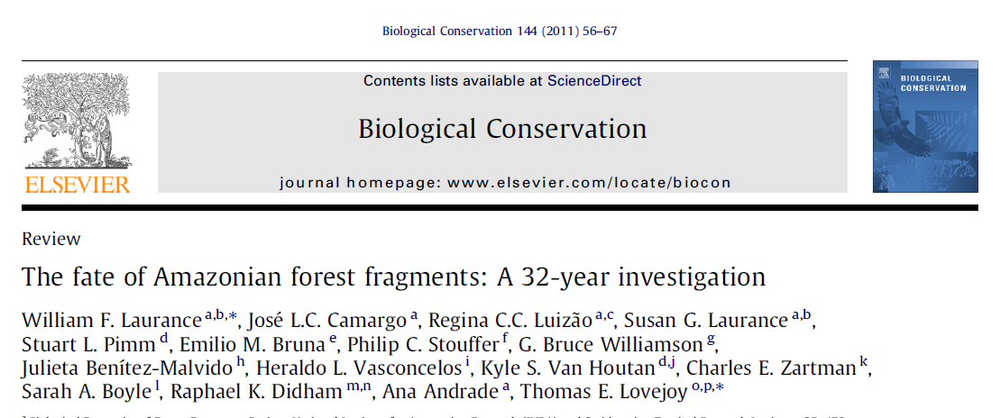 Biological Conservation 144 (2011) 56–67
Contents lists available at ScienceDirect
Biological Conservation
journal homepage: www.elsevier.com/locate/biocon
ELSEVIER
BIOLOGICAL
CONSERVATION
Review
The fate of Amazonian forest fragments: A 32-year investigation
William F. Laurance a,b,*, José L.C. Camargo a, Regina C.C. Luizão a,c, Susan G. Laurance a,b,
Stuart L. Pimm d, Emilio M. Bruna e, Philip C. Stouffer f, G. Bruce Williamson g,
Julieta Benítez-Malvido h, Heraldo L. Vasconcelos i, Kyle S. Van Houtan d,j, Charles E. Zartman k,
Sarah A. Boyle l, Raphael K. Didham m,n, Ana Andrade a, Thomas E. Lovejoy o,p,*